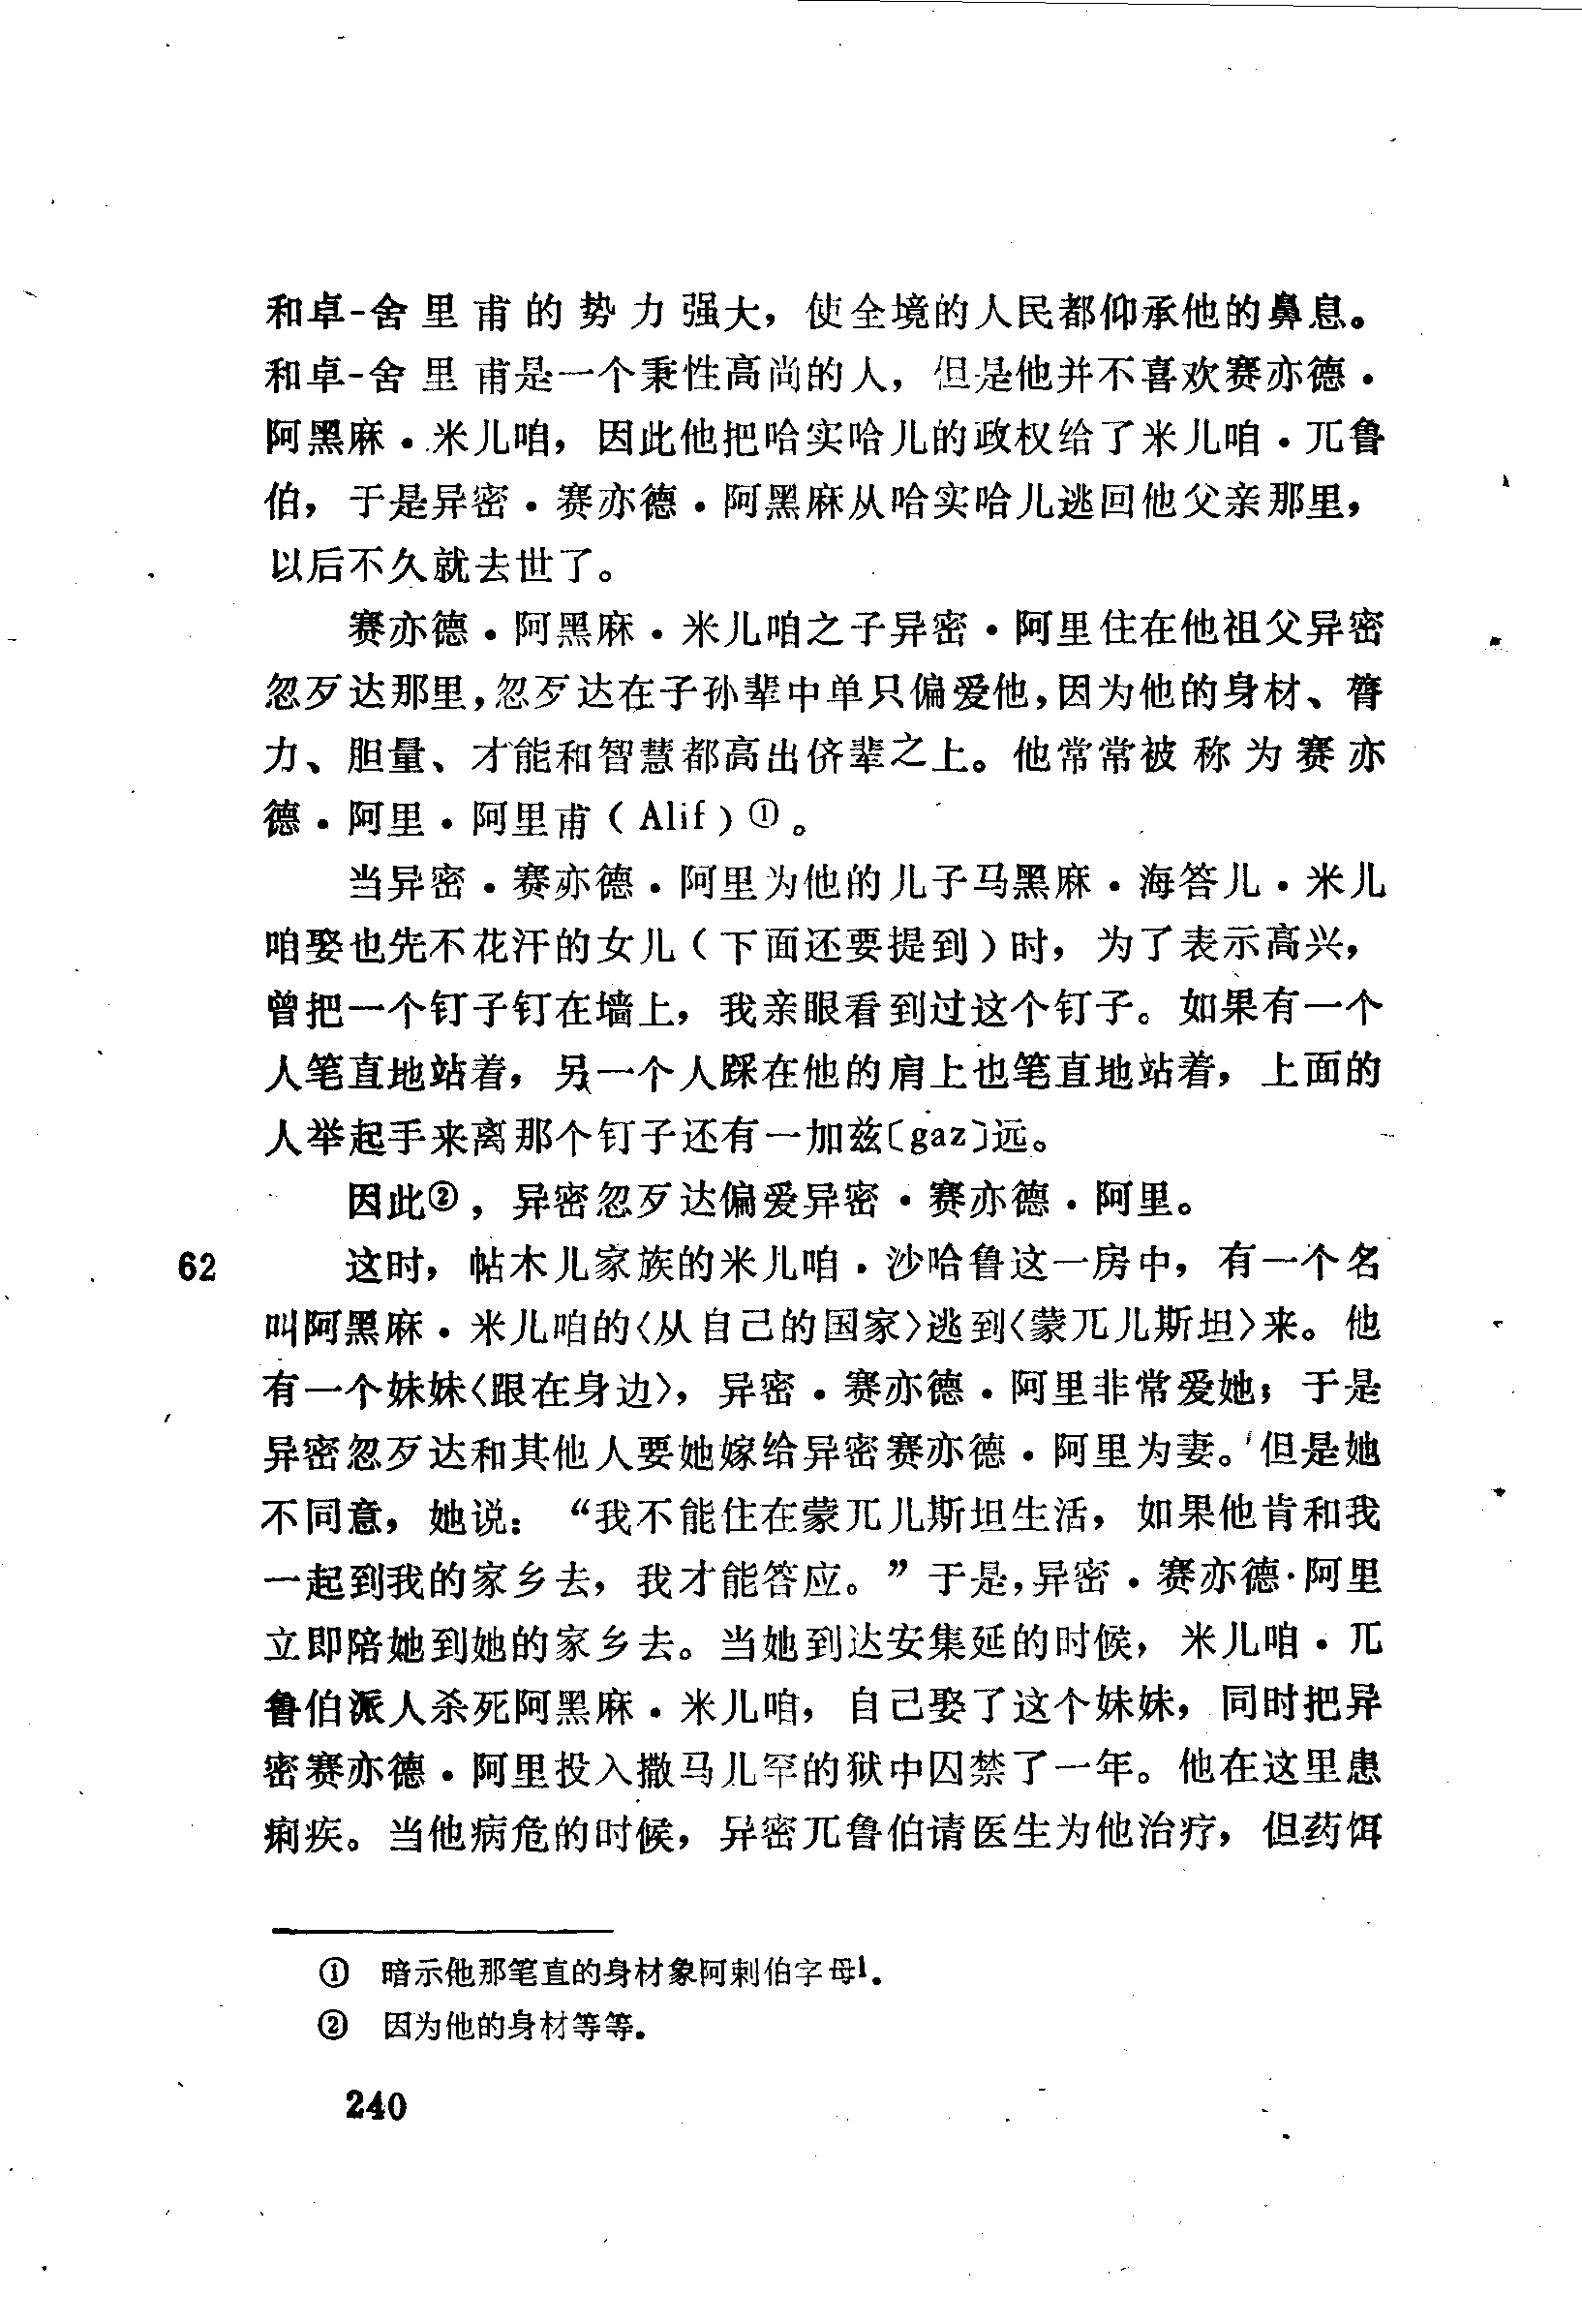 和卓-舍里甫的势力强大，使全境的人民都仰承他的鼻息。
和卓-舍里甫是一个秉性高尚的人，但是他并不喜欢赛亦德·
阿黑麻·米儿咱，因此他把哈实哈儿的政权给了米儿咱·兀鲁
伯，于是异密·赛亦德·阿黑麻从哈实哈儿逃回他父亲那里，
以后不久就去世了。
赛亦德·阿黑麻·米儿咱之子异密·阿里住在他祖父异密
忽歹达那里，忽歹达在子孙辈中单只偏爱他，因为他的身材、膂
力、胆量、才能和智慧都高出侪辈之上。他常常被称为赛亦
德·阿里·阿里甫（Alif）①。
当异密·赛亦德·阿里为他的儿子马黑麻·海答儿·米儿
咱娶也先不花汗的女儿（下面还要提到）时，为了表示高兴，
曾把一个钉子钉在墙上，我亲眼看到过这个钉子。如果有一个
人笔直地站着，另一个人踩在他的肩上也笔直地站着，上面的
人举起手来离那个钉子还有一加兹〔gaz〕远。
因此②，异密忽歹达偏爱异密·赛亦德·阿里。
62 这时，帖木儿家族的米儿咱·沙哈鲁这一房中，有一个名
叫阿黑麻·米儿咱的〈从自己的国家〉逃到〈蒙兀儿斯坦〉来。他
有一个妹妹〈跟在身边〉，异密·赛亦德·阿里非常爱她；于是
异密忽歹达和其他人要她嫁给异密赛亦德·阿里为妻。但是她
不同意，她说：“我不能住在蒙兀儿斯坦生活，如果他肯和我
一起到我的家乡去，我才能答应。”于是，异密·赛亦德·阿里
立即陪她到她的家乡去。当她到达安集延的时候，米儿咱·兀
鲁伯派人杀死阿黑麻·米儿咱，自己娶了这个妹妹，同时把异
密赛亦德·阿里投入撒马儿罕的狱中囚禁了一年。他在这里患
痢疾。当他病危的时候，异密兀鲁伯请医生为他治疗，但药饵
① 暗示他那笔直的身材象阿剌伯字母ا。
② 因为他的身材等等。
240